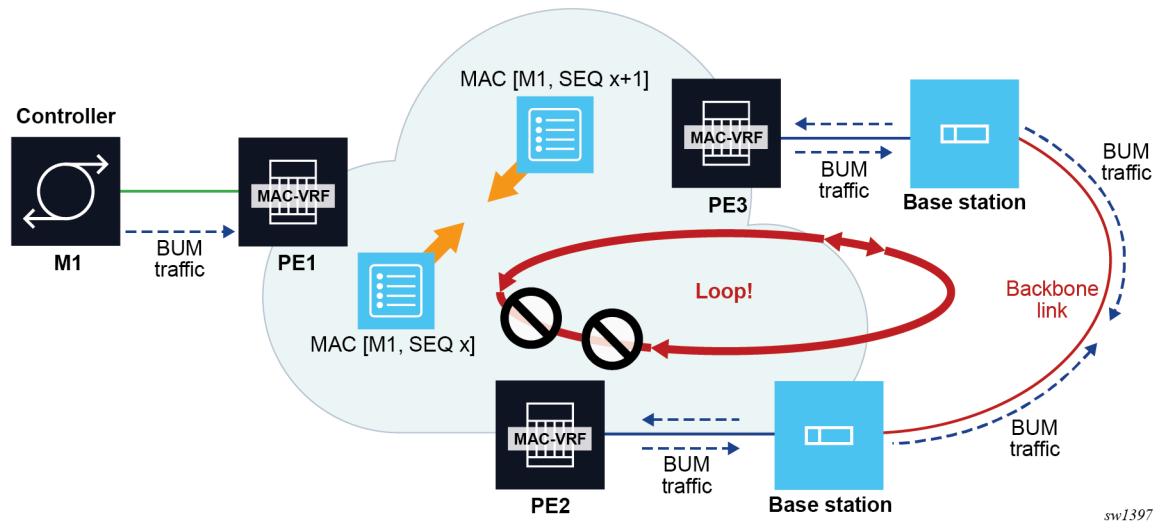 Controller
M1
BUM
traffic
MAC-VRF
PE1
MAC [M1, SEQ x+1]
MAC [M1, SEQ x]
MAC-VRF
PE3
BUM
traffic
Base station
BUM
traffic
Loop!
Backbone
link
MAC-VRF
PE2
BUM
traffic
Base station
BUM
traffic
sw1397